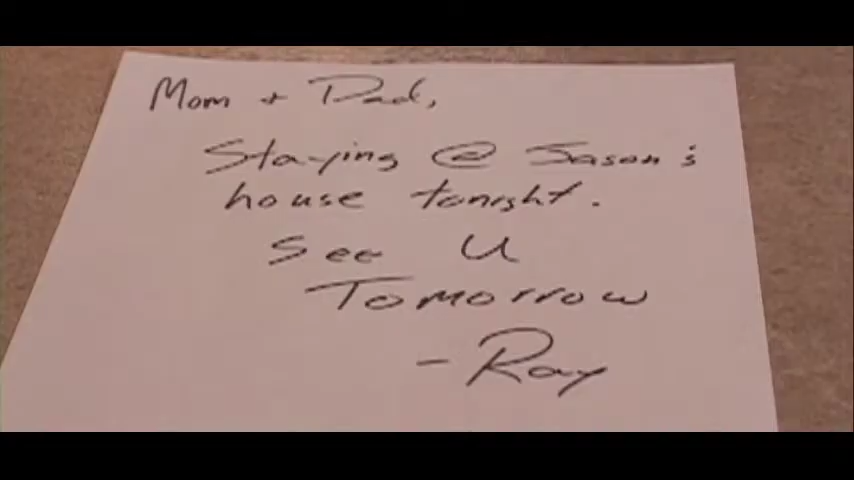 Mom + Dad,
Staying @ Jason's
house tonight.
See U
Tomorrow
- Ray